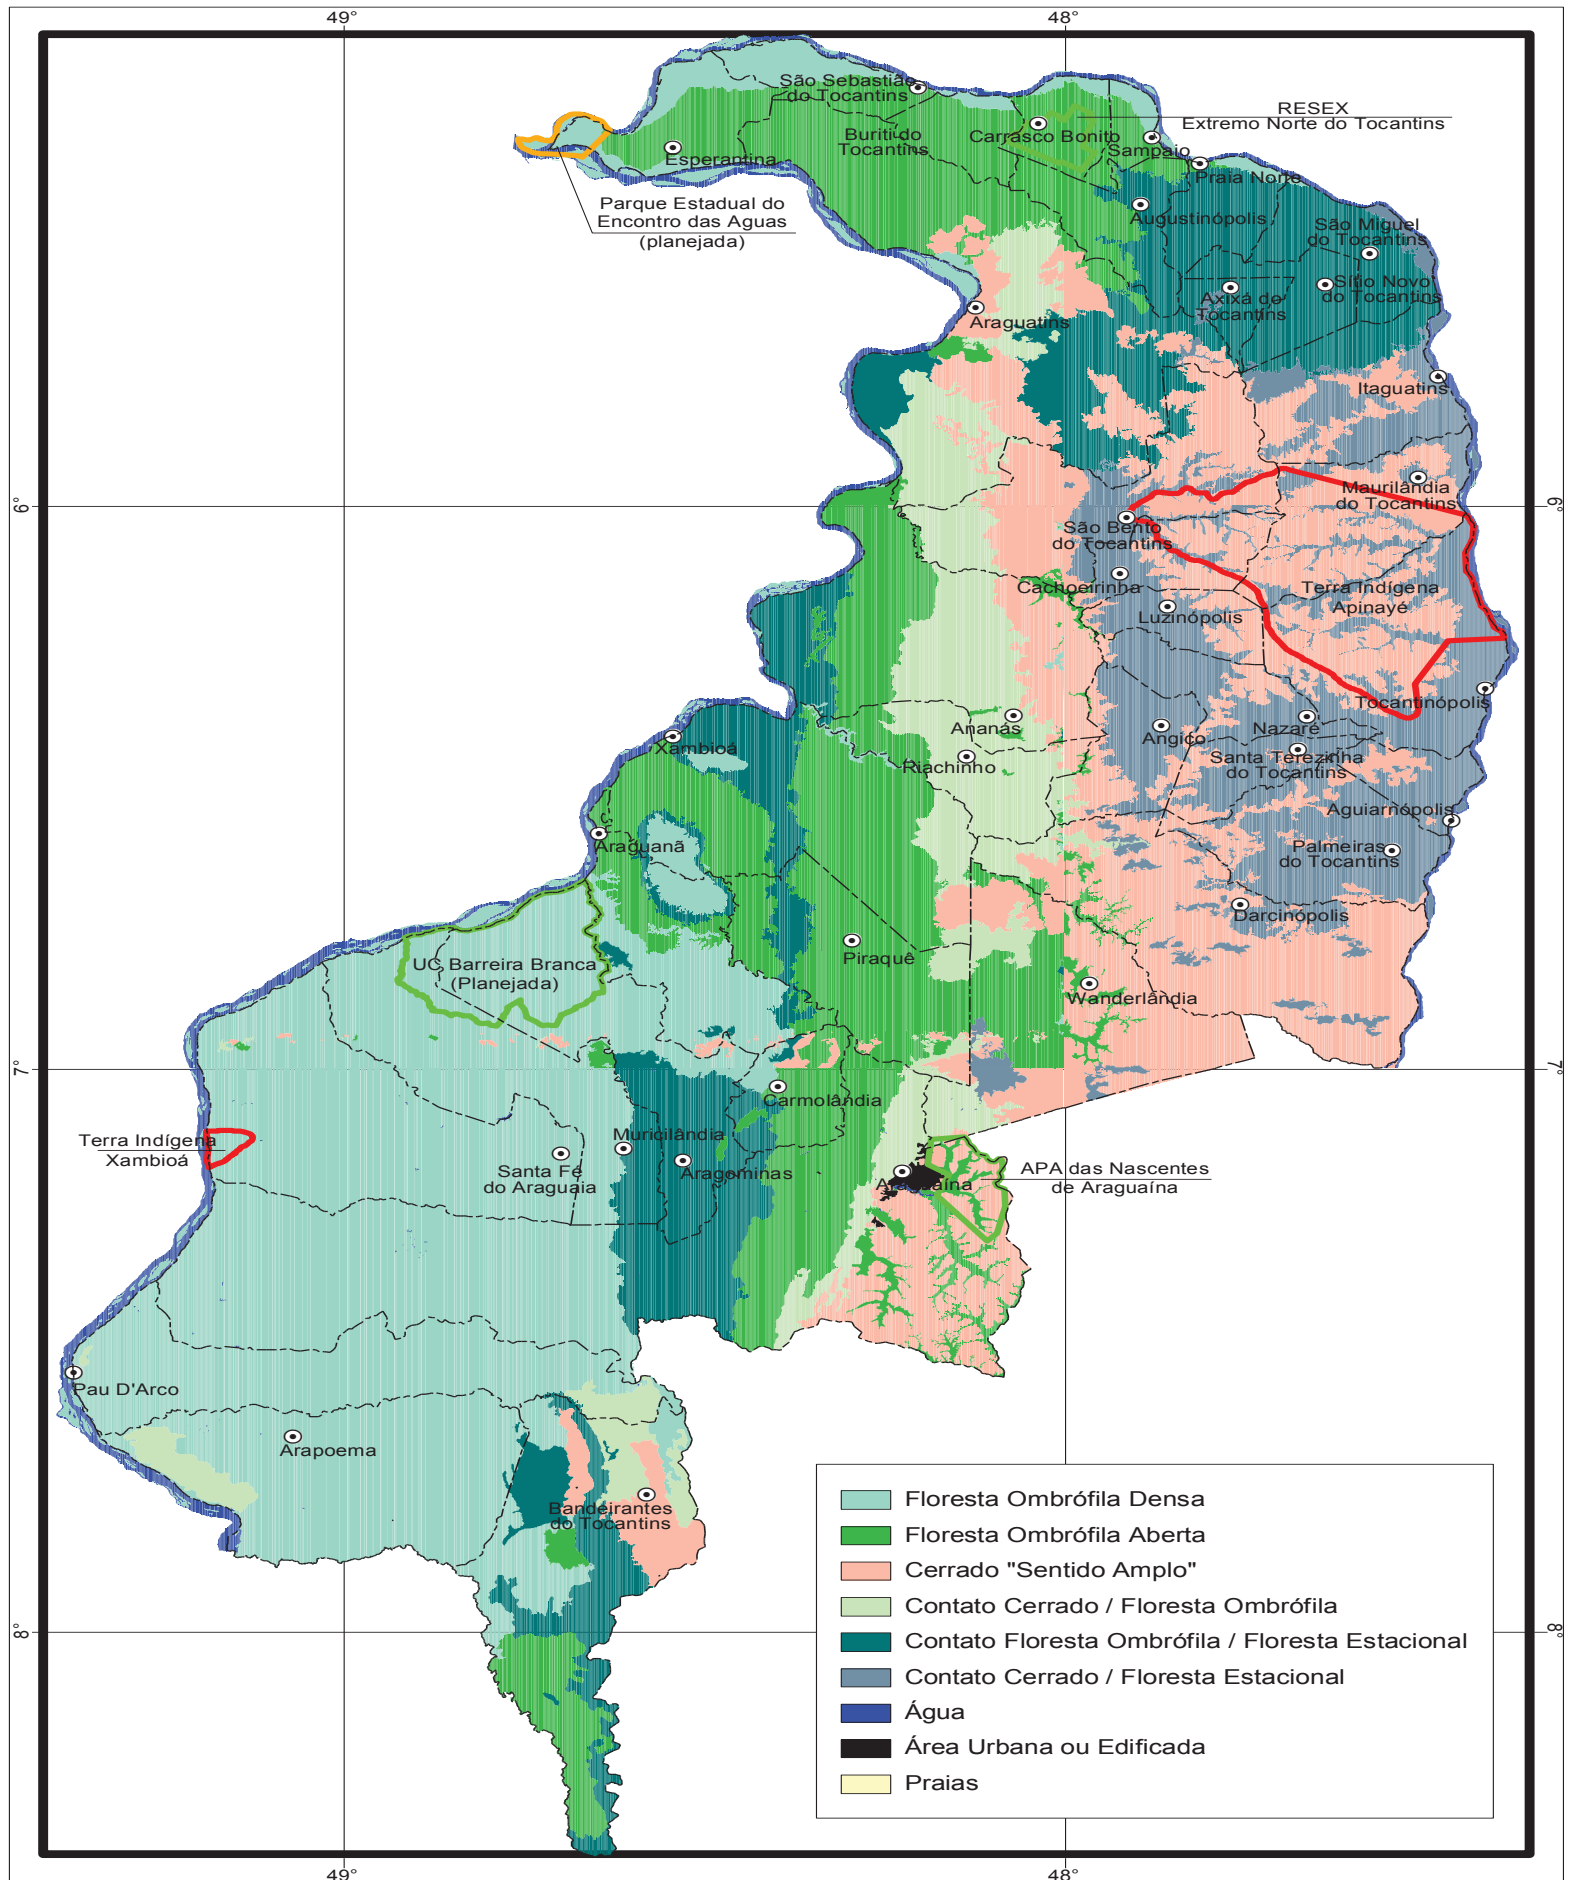 49°
48°
São Sebastião
do Tocantins
RESEX
Extremo Norte do Tocantins
Buriti do
Tocantins
Carrasco Bonito
Sampaio
Esperantina
Praia Norte
Parque Estadual do
Encontro das Aguas
(planejada)
Augustinópolis
São Miguel
do Tocantins
Axixá do
Tocantins
Sítio Novo
do Tocantins
Araguatins
Itaguatins
6°
6°
Maurilândia
do Tocantins
São Bento
do Tocantins
Cachoeirinha
Terra Indígena
Apinayé
Luzinópolis
Tocantinópolis
Ananás
Angico
Nazaré
Xambioá
Riachinho
Santa Terezinha
do Tocantins
Aguiarnópolis
Araguanã
Palmeiras
do Tocantins
Darcinópolis
Piraquê
UC Barreira Branca
(Planejada)
Wanderlândia
7°
7°
Carmolândia
Terra Indígena
Xambioá
Muricilândia
Santa Fé
do Araguaia
Aragominas
Araguaína
APA das Nascentes
de Araguaína
Pau D'Arco
Arapoema
Bandeirantes
do Tocantins
Floresta Ombrófila Densa
Floresta Ombrófila Aberta
Cerrado "Sentido Amplo"
Contato Cerrado / Floresta Ombrófila
Contato Floresta Ombrófila / Floresta Estacional
Contato Cerrado / Floresta Estacional
Água
Área Urbana ou Edificada
Praias
8°
8°
49°
48°